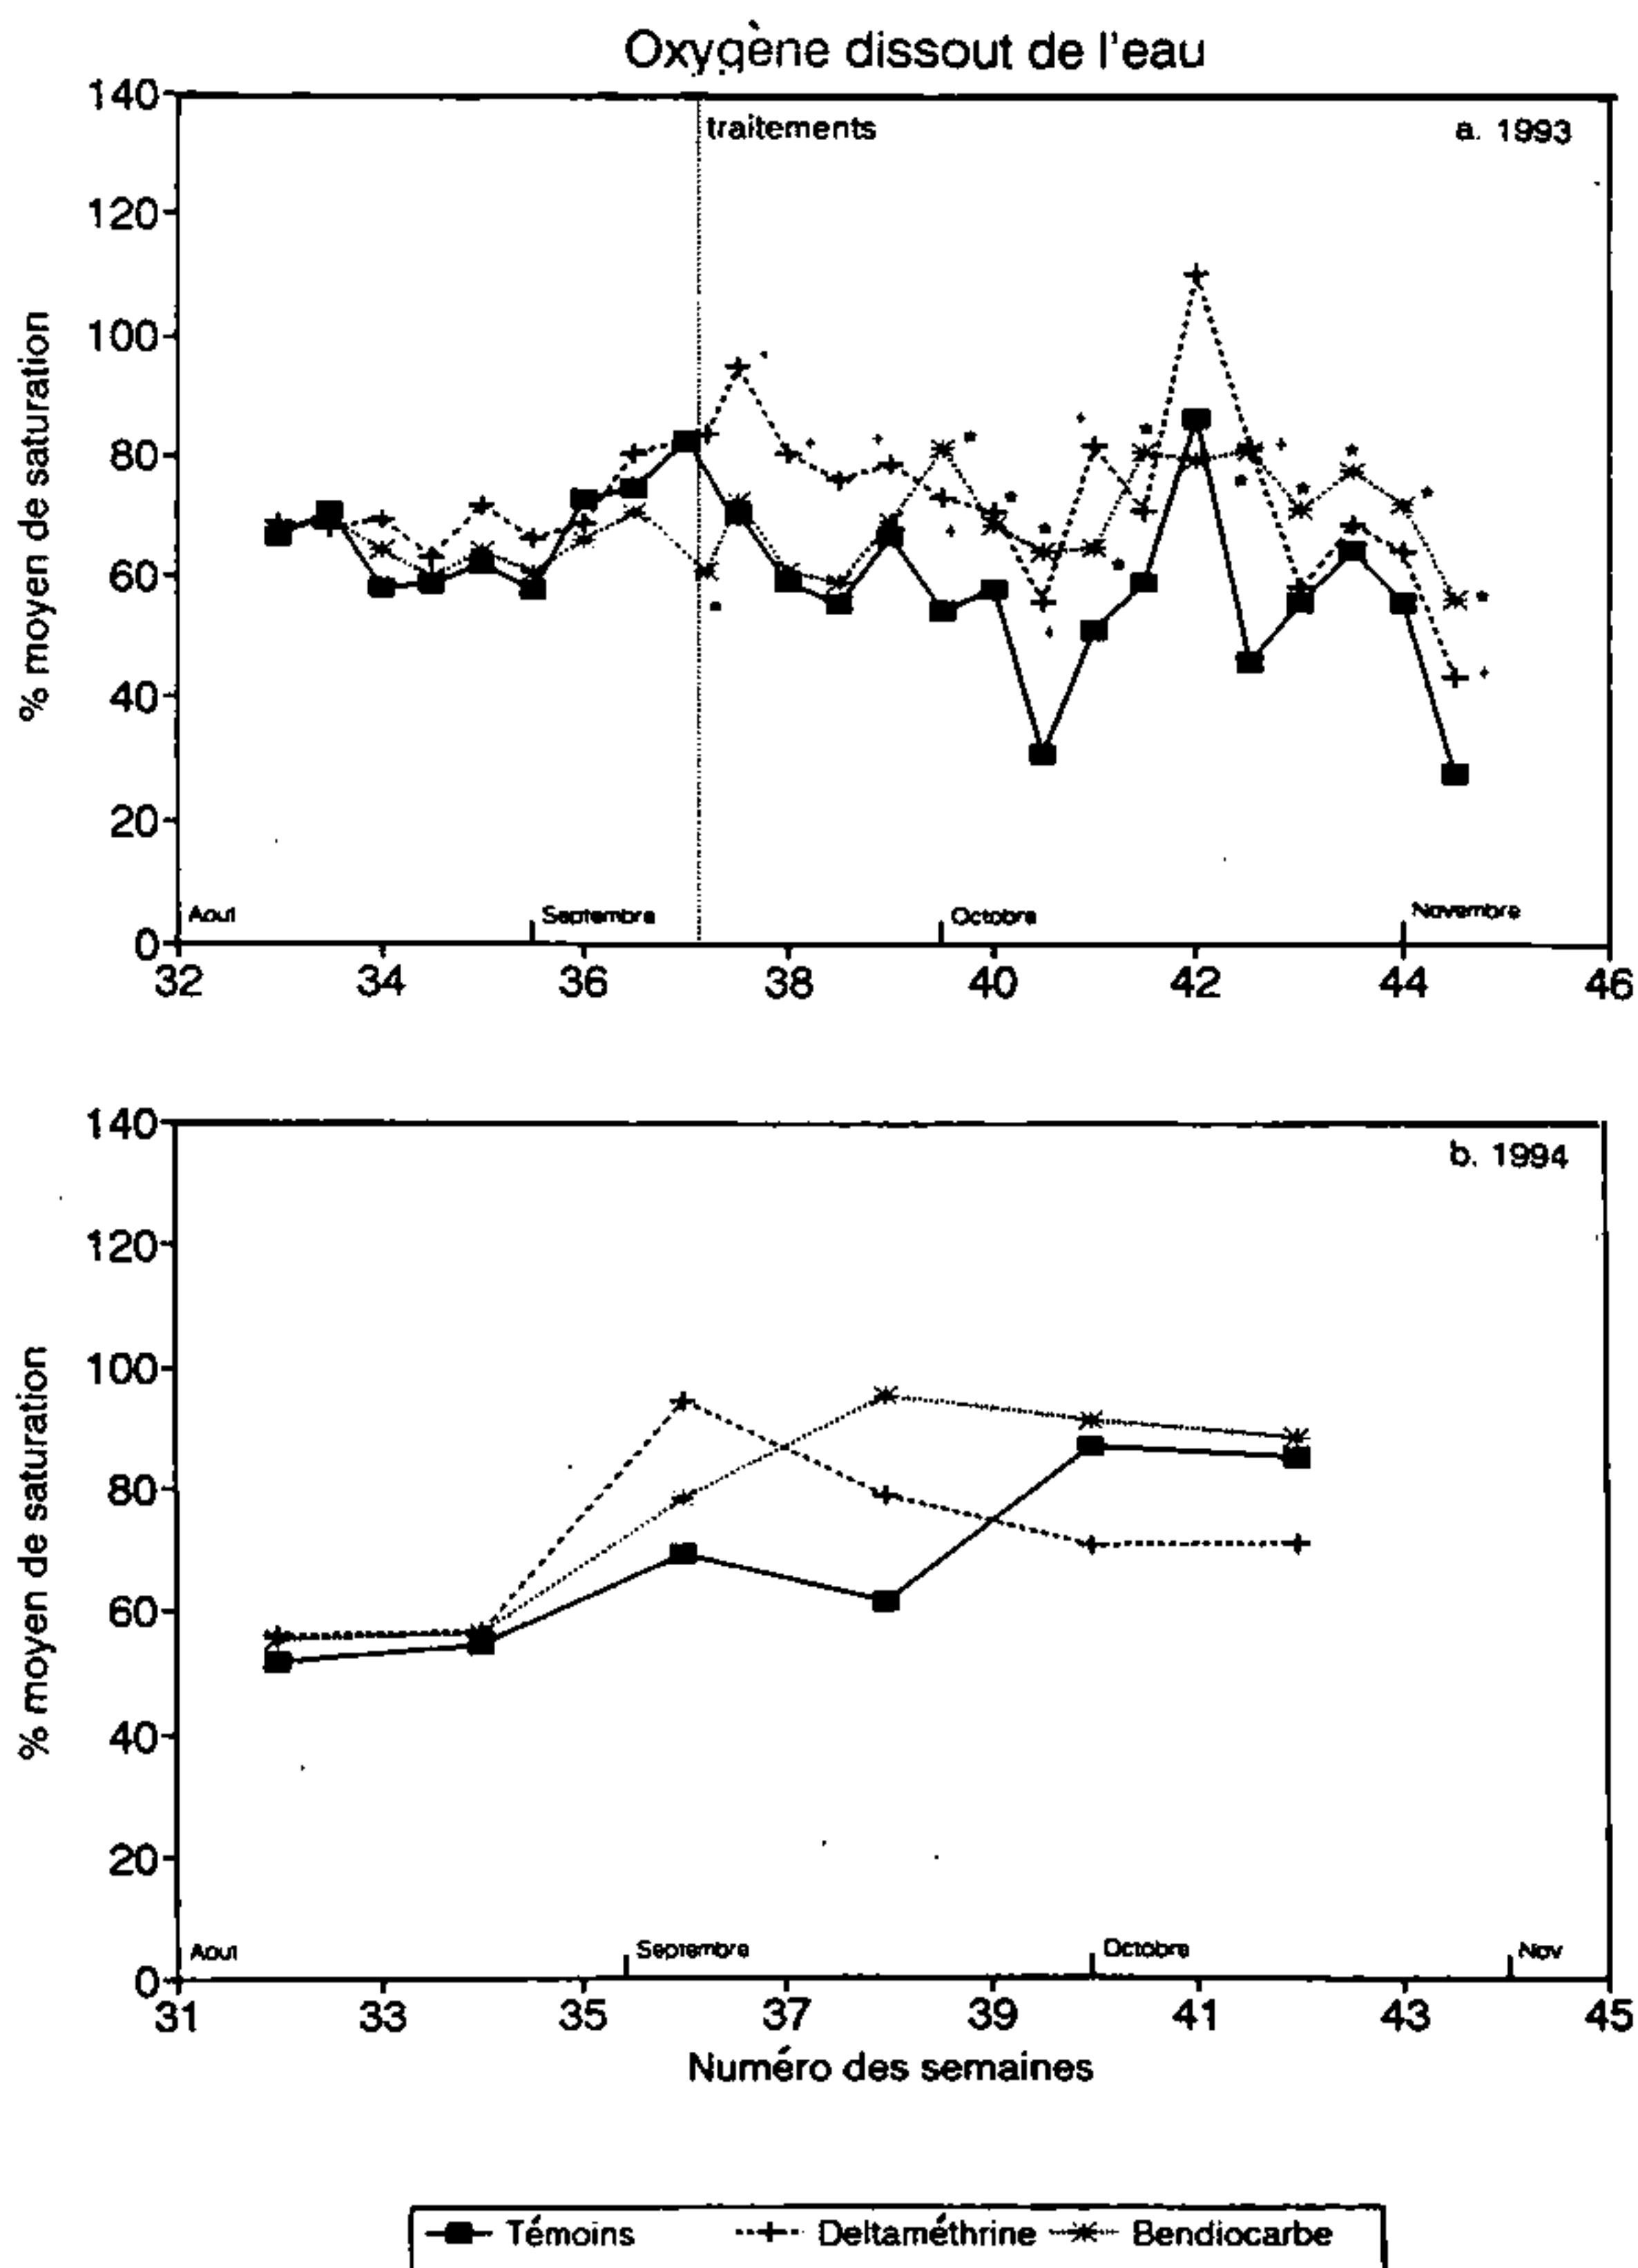 Oxygène dissout de l'eau
140
traitements
a. 1993
120
100
80
60
40
20
0
% moyen de saturation
Aout
Septembre
Octobre
Novembre
32 34 36 38 40 42 44 46
140
b. 1994
120
100
80
60
40
20
0
% moyen de saturation
Aout
Septembre
Octobre
Nov
31 33 35 37 39 41 43 45
Numéro des semaines
Témoins Deltaméthrine Bendiocarbe